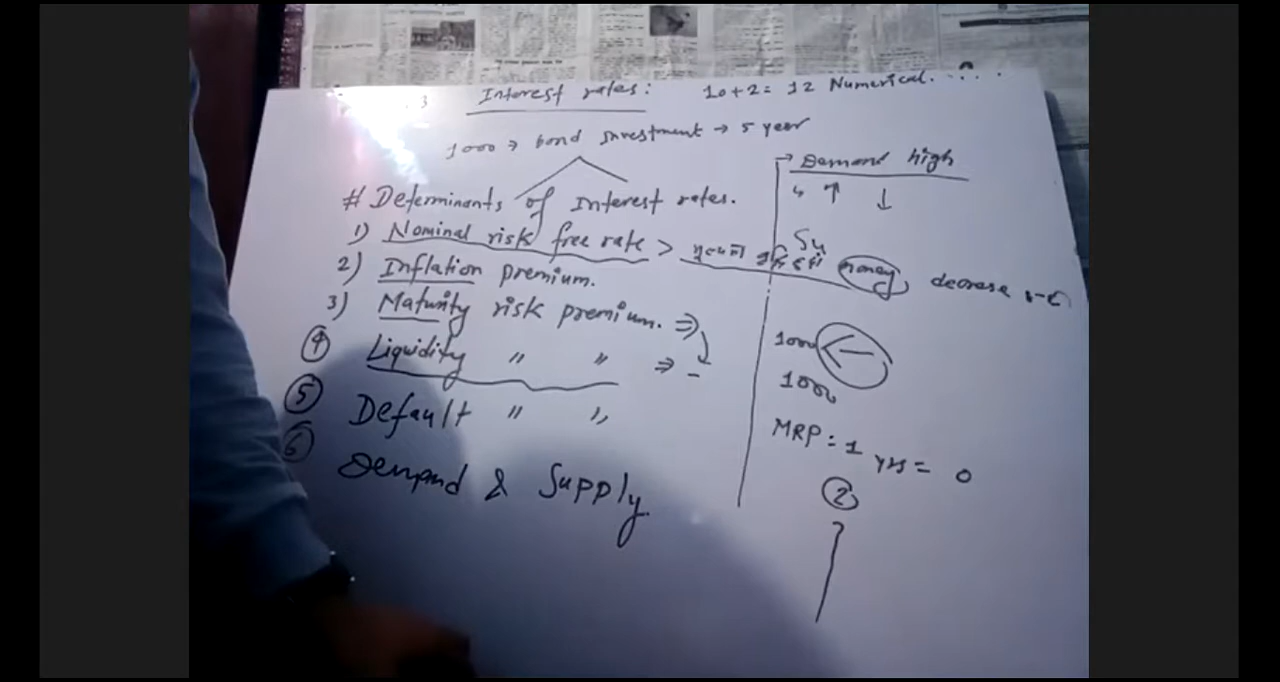 3 Interest rates: 10+2= 12 Numerical. . . . .
1000 → bond Investment → 5 year
# Determinants of Interest rates.
1) Nominal risk free rate >
2) Inflation premium.
3) Maturity risk premium. ⇒
④ Liquidity " " ⇒ -
⑤ Default " "
⑥ Demand & Supply.
→ Demand high
↑ ↓
Su
money decrease
1000 ←
1000
MRP = 1 yrs = 0
②